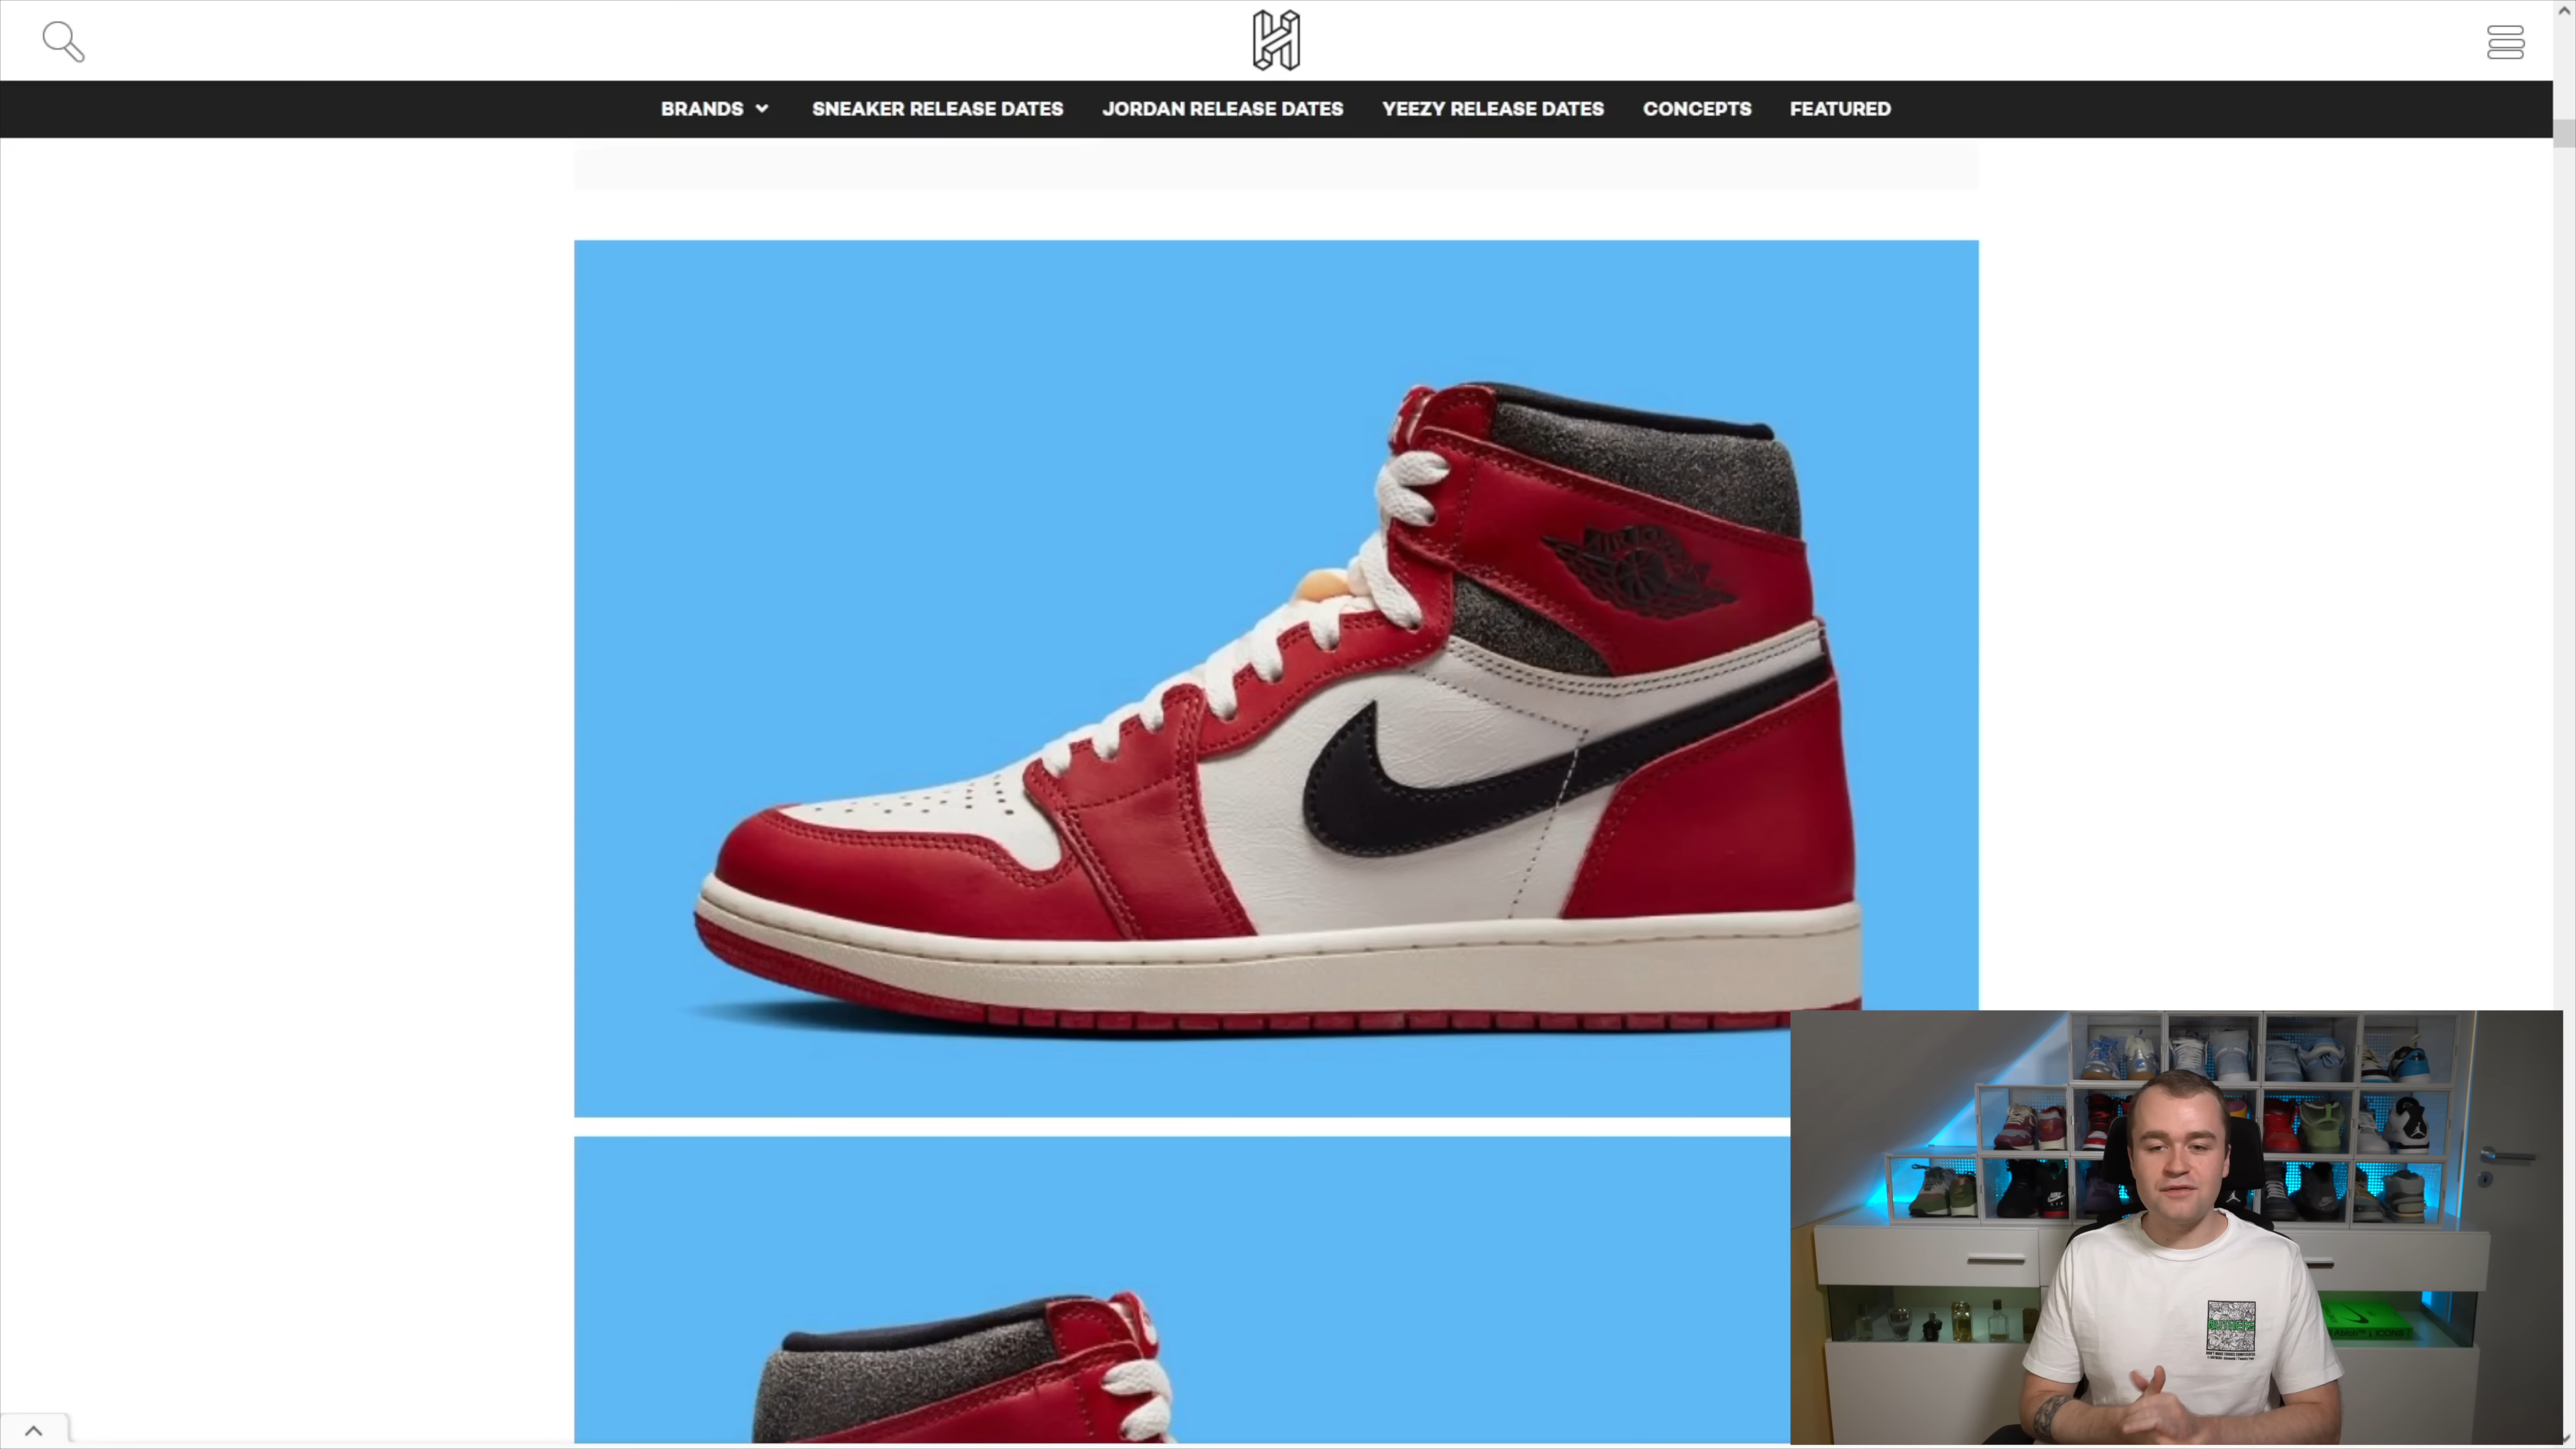 BRANDS
SNEAKER RELEASE DATES
JORDAN RELEASE DATES
YEEZY RELEASE DATES
CONCEPTS
FEATURED